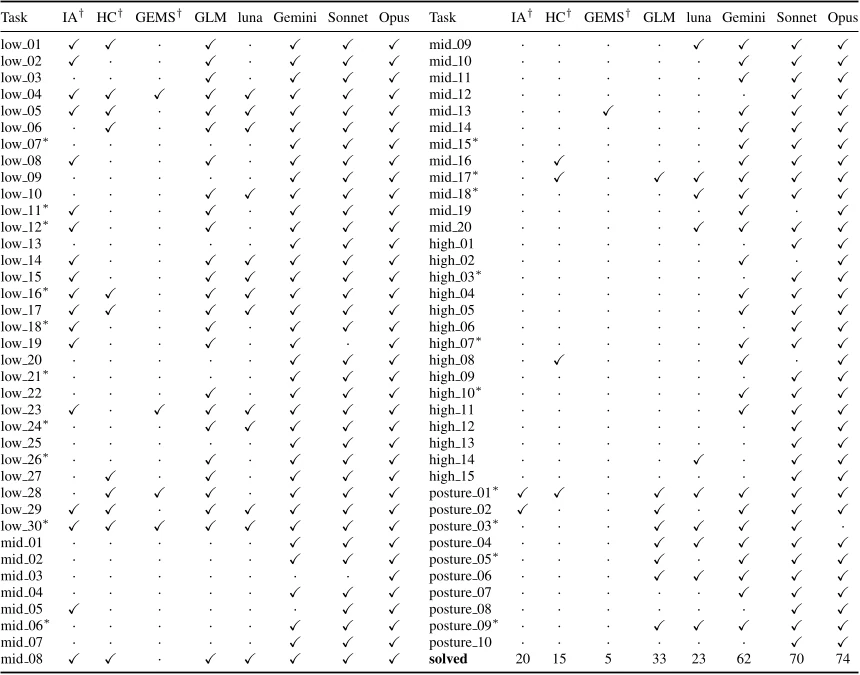 Task IA† HC† GEMS† GLM luna Gemini Sonnet Opus Task IA† HC† GEMS† GLM luna Gemini Sonnet Opus
low_01 ✓ ✓ · ✓ · ✓ ✓ ✓ mid_09 · · · · ✓ ✓ ✓ ✓
low_02 ✓ · · ✓ · ✓ ✓ ✓ mid_10 · · · · · ✓ ✓ ✓
low_03 · · · ✓ · ✓ ✓ ✓ mid_11 · · · · · ✓ ✓ ✓
low_04 ✓ ✓ ✓ ✓ ✓ ✓ ✓ ✓ mid_12 · · · · · · ✓ ✓
low_05 ✓ ✓ · ✓ ✓ ✓ ✓ ✓ mid_13 · · ✓ · · ✓ ✓ ✓
low_06 · ✓ · ✓ ✓ ✓ ✓ ✓ mid_14 · · · · · ✓ ✓ ✓
low_07* · · · · · ✓ ✓ ✓ mid_15* · · · · · ✓ ✓ ✓
low_08 ✓ · · ✓ · ✓ ✓ ✓ mid_16 · ✓ · · · ✓ ✓ ✓
low_09 · · · ✓ · ✓ ✓ ✓ mid_17* · ✓ · ✓ ✓ ✓ ✓ ✓
low_10 · · · ✓ ✓ ✓ ✓ ✓ mid_18* · · · · ✓ ✓ ✓ ✓
low_11* ✓ · · ✓ · ✓ ✓ ✓ mid_19 · · · · · ✓ · ✓
low_12* ✓ · · ✓ · ✓ ✓ ✓ mid_20 · · · · ✓ ✓ ✓ ✓
low_13 · · · · · ✓ ✓ ✓ high_01 · · · · · · ✓ ✓
low_14 ✓ · · ✓ ✓ ✓ ✓ ✓ high_02 · · · · · ✓ · ✓
low_15 ✓ · · ✓ ✓ ✓ ✓ ✓ high_03* · · · · · · ✓ ✓
low_16* ✓ ✓ · ✓ ✓ ✓ ✓ ✓ high_04 · · · · · ✓ ✓ ✓
low_17 ✓ ✓ · ✓ ✓ ✓ ✓ ✓ high_05 · · · · · ✓ ✓ ✓
low_18* ✓ · · ✓ · ✓ ✓ ✓ high_06 · · · · · · ✓ ✓
low_19 ✓ · · · · ✓ · ✓ high_07* · · · · · ✓ ✓ ✓
low_20 · · · · · ✓ ✓ ✓ high_08 · ✓ · · · ✓ · ✓
low_21* · · · · · ✓ ✓ ✓ high_09 · · · · · · ✓ ✓
low_22 · · · ✓ · ✓ ✓ ✓ high_10* · · · · · ✓ ✓ ✓
low_23 ✓ · ✓ ✓ ✓ ✓ ✓ ✓ high_11 · · · · · ✓ ✓ ✓
low_24* · · · ✓ ✓ ✓ ✓ ✓ high_12 · · · · · · ✓ ✓
low_25 · · · · · ✓ ✓ ✓ high_13 · · · · · · ✓ ✓
low_26* · · · ✓ · ✓ ✓ ✓ high_14 · · · · ✓ · ✓ ✓
low_27 · ✓ · ✓ · ✓ ✓ ✓ high_15 · · · · · · ✓ ✓
low_28 · ✓ ✓ ✓ · ✓ ✓ ✓ posture_01* ✓ ✓ · ✓ ✓ ✓ ✓ ✓
low_29 ✓ ✓ · ✓ ✓ ✓ ✓ ✓ posture_02 ✓ · · ✓ · ✓ ✓ ✓
low_30* ✓ ✓ ✓ ✓ ✓ ✓ ✓ ✓ posture_03* · · · ✓ ✓ ✓ ✓ ·
mid_01 · · · · · ✓ ✓ ✓ posture_04 · · · ✓ ✓ ✓ ✓ ✓
mid_02 · · · · · ✓ ✓ ✓ posture_05* · · · ✓ · ✓ ✓ ✓
mid_03 · · · · · · · ✓ posture_06 · · · ✓ ✓ ✓ ✓ ✓
mid_04 · · · · · ✓ ✓ ✓ posture_07 · · · · · ✓ ✓ ✓
mid_05 ✓ · · · · · ✓ ✓ posture_08 · · · · · · ✓ ✓
mid_06* · · · · · ✓ ✓ ✓ posture_09* · · · ✓ ✓ ✓ ✓ ✓
mid_07 · · · · · ✓ ✓ ✓ posture_10 · · · · · · ✓ ✓
mid_08 ✓ ✓ · ✓ ✓ ✓ ✓ ✓ solved 20 15 5 33 23 62 70 74